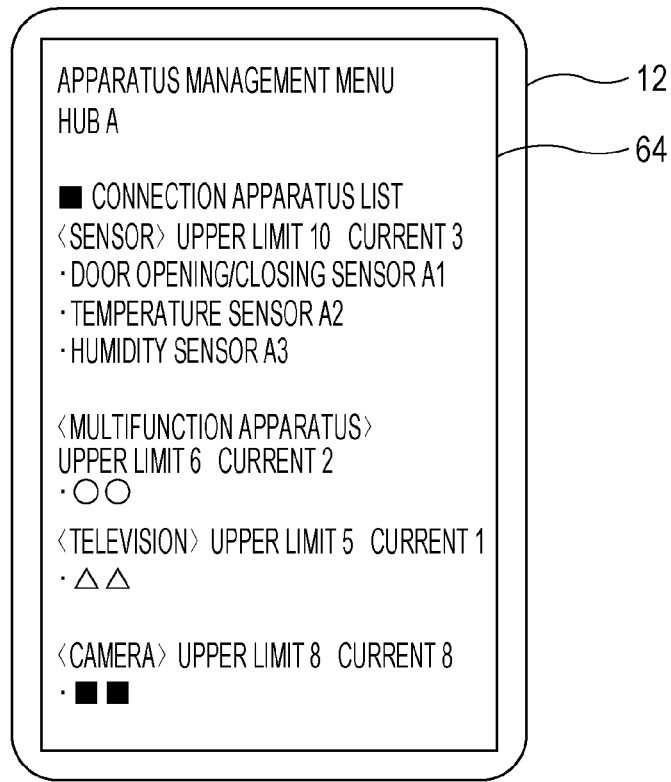 APPARATUS MANAGEMENT MENU
HUB A
■ CONNECTION APPARATUS LIST
〈SENSOR〉 UPPER LIMIT 10 CURRENT 3
・DOOR OPENING/CLOSING SENSOR A1
・TEMPERATURE SENSOR A2
・HUMIDITY SENSOR A3
〈MULTIFUNCTION APPARATUS〉
UPPER LIMIT 6 CURRENT 2
・○○
〈TELEVISION〉 UPPER LIMIT 5 CURRENT 1
・△△
〈CAMERA〉 UPPER LIMIT 8 CURRENT 8
・■■
12
64